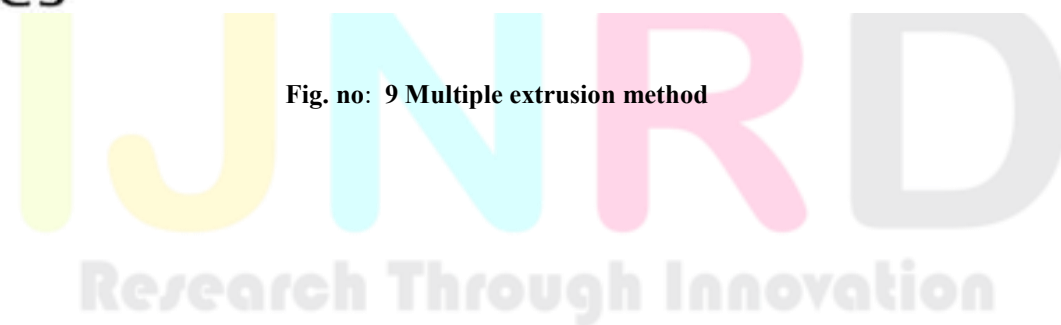 Fig. no: 9 Multiple extrusion method
IJNRD
Research Through Innovation